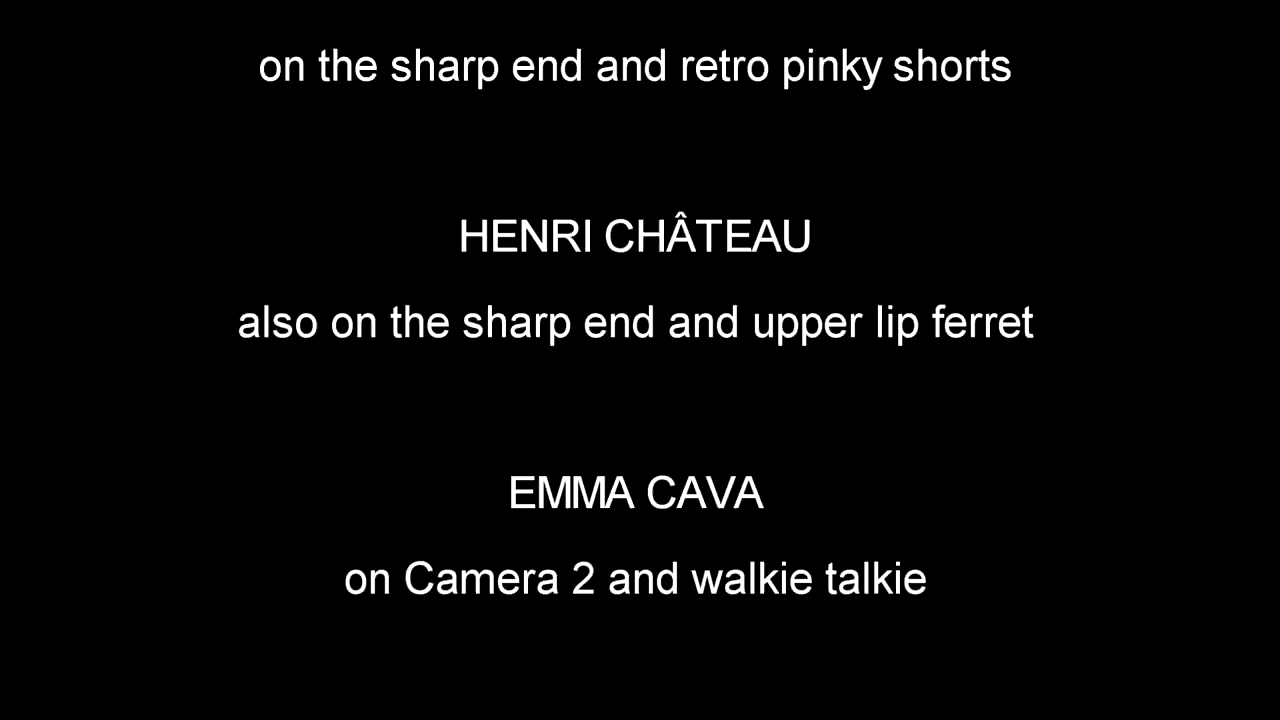 on the sharp end and retro pinky shorts
HENRI CHÂTEAU
also on the sharp end and upper lip ferret
EMMA CAVA
on Camera 2 and walkie talkie